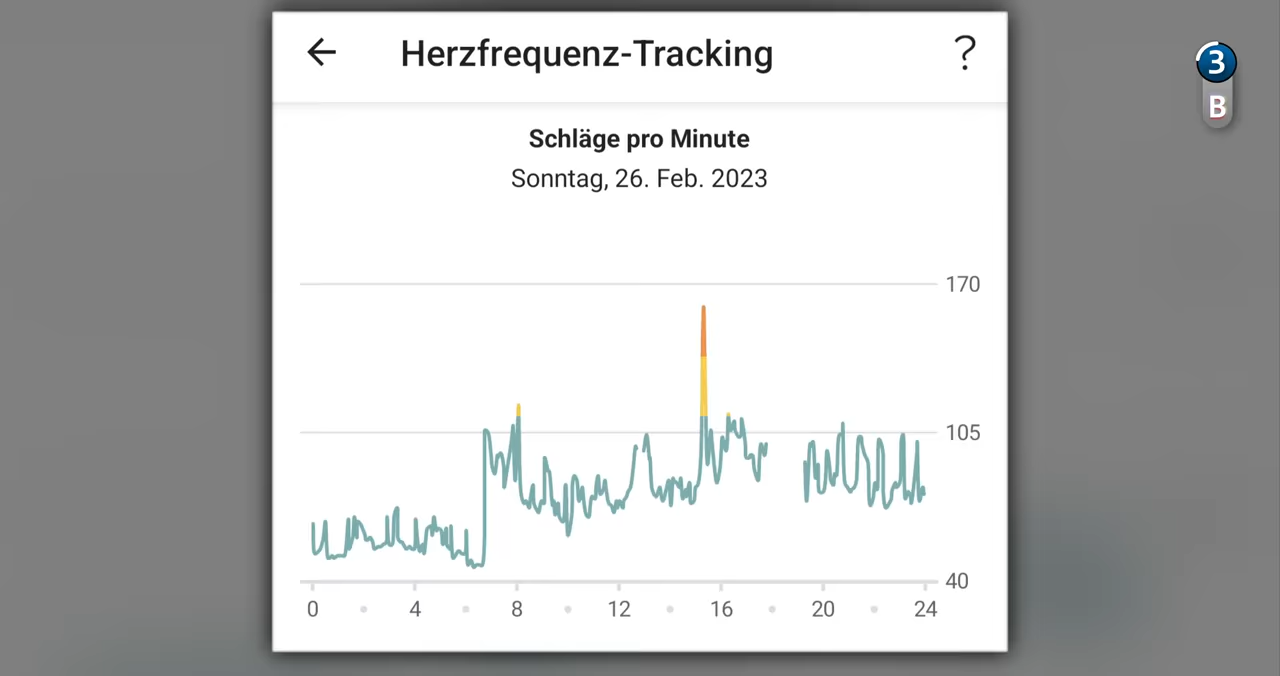 Herzfrequenz-Tracking ?
3
B
Schläge pro Minute
Sonntag, 26. Feb. 2023
170
105
40
0 4 8 12 16 20 24